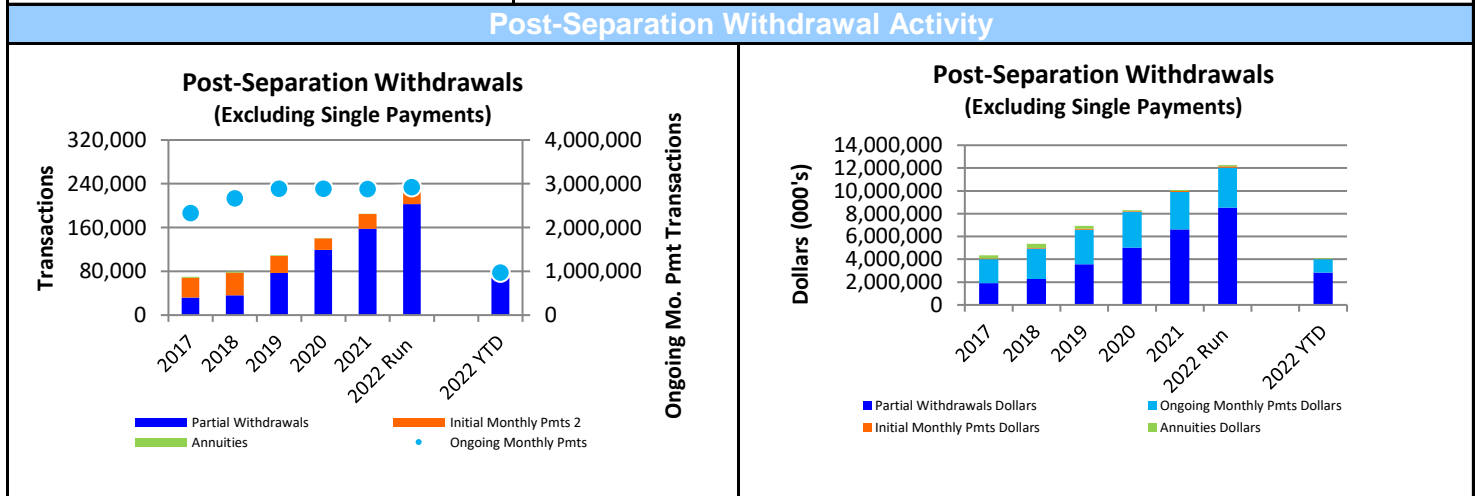 Post-Separation Withdrawal Activity
Post-Separation Withdrawals
(Excluding Single Payments)
320,000
240,000
160,000
80,000
0
4,000,000
3,000,000
2,000,000
1,000,000
0
Transactions
Ongoing Mo. Pmt Transactions
2017
2018
2019
2020
2021
2022 Run
2022 YTD
Partial Withdrawals
Initial Monthly Pmts 2
Annuities
Ongoing Monthly Pmts
Post-Separation Withdrawals
(Excluding Single Payments)
14,000,000
12,000,000
10,000,000
8,000,000
6,000,000
4,000,000
2,000,000
0
Dollars (000's)
2017
2018
2019
2020
2021
2022 Run
2022 YTD
Partial Withdrawals Dollars
Ongoing Monthly Pmts Dollars
Initial Monthly Pmts Dollars
Annuities Dollars